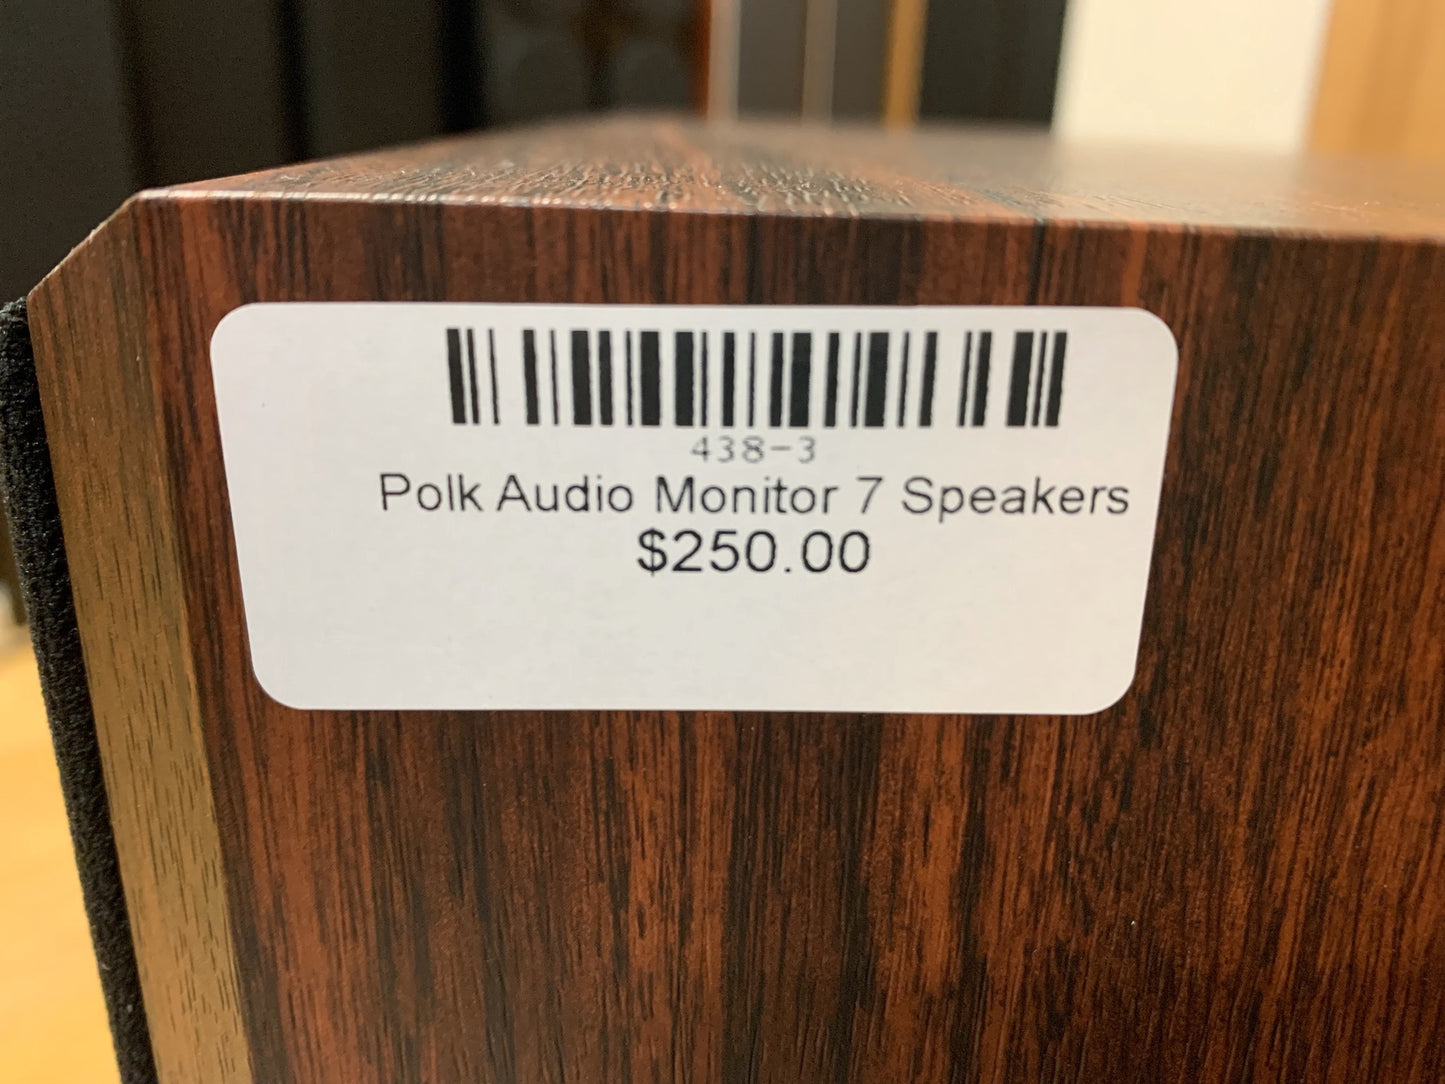 438-3
Polk Audio Monitor 7 Speakers
$250.00